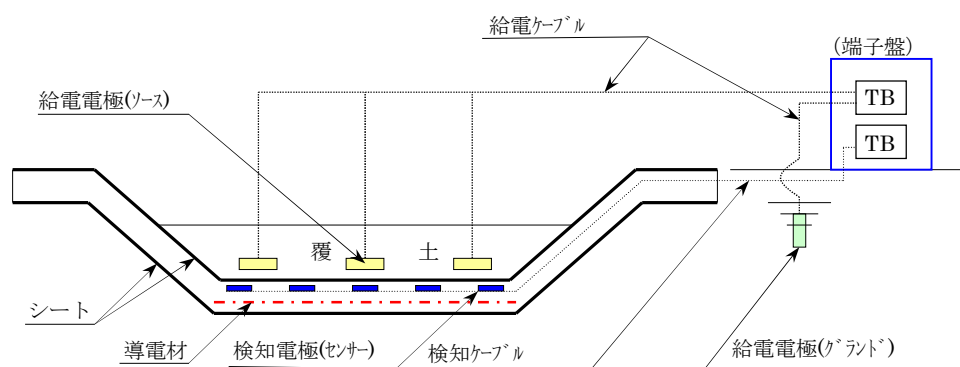 給電ケーブル
(端子盤)
給電電極(ソース)
TB
TB
覆 土
シート
導電材
検知電極(センサー)
検知ケーブル
給電電極(グランド)